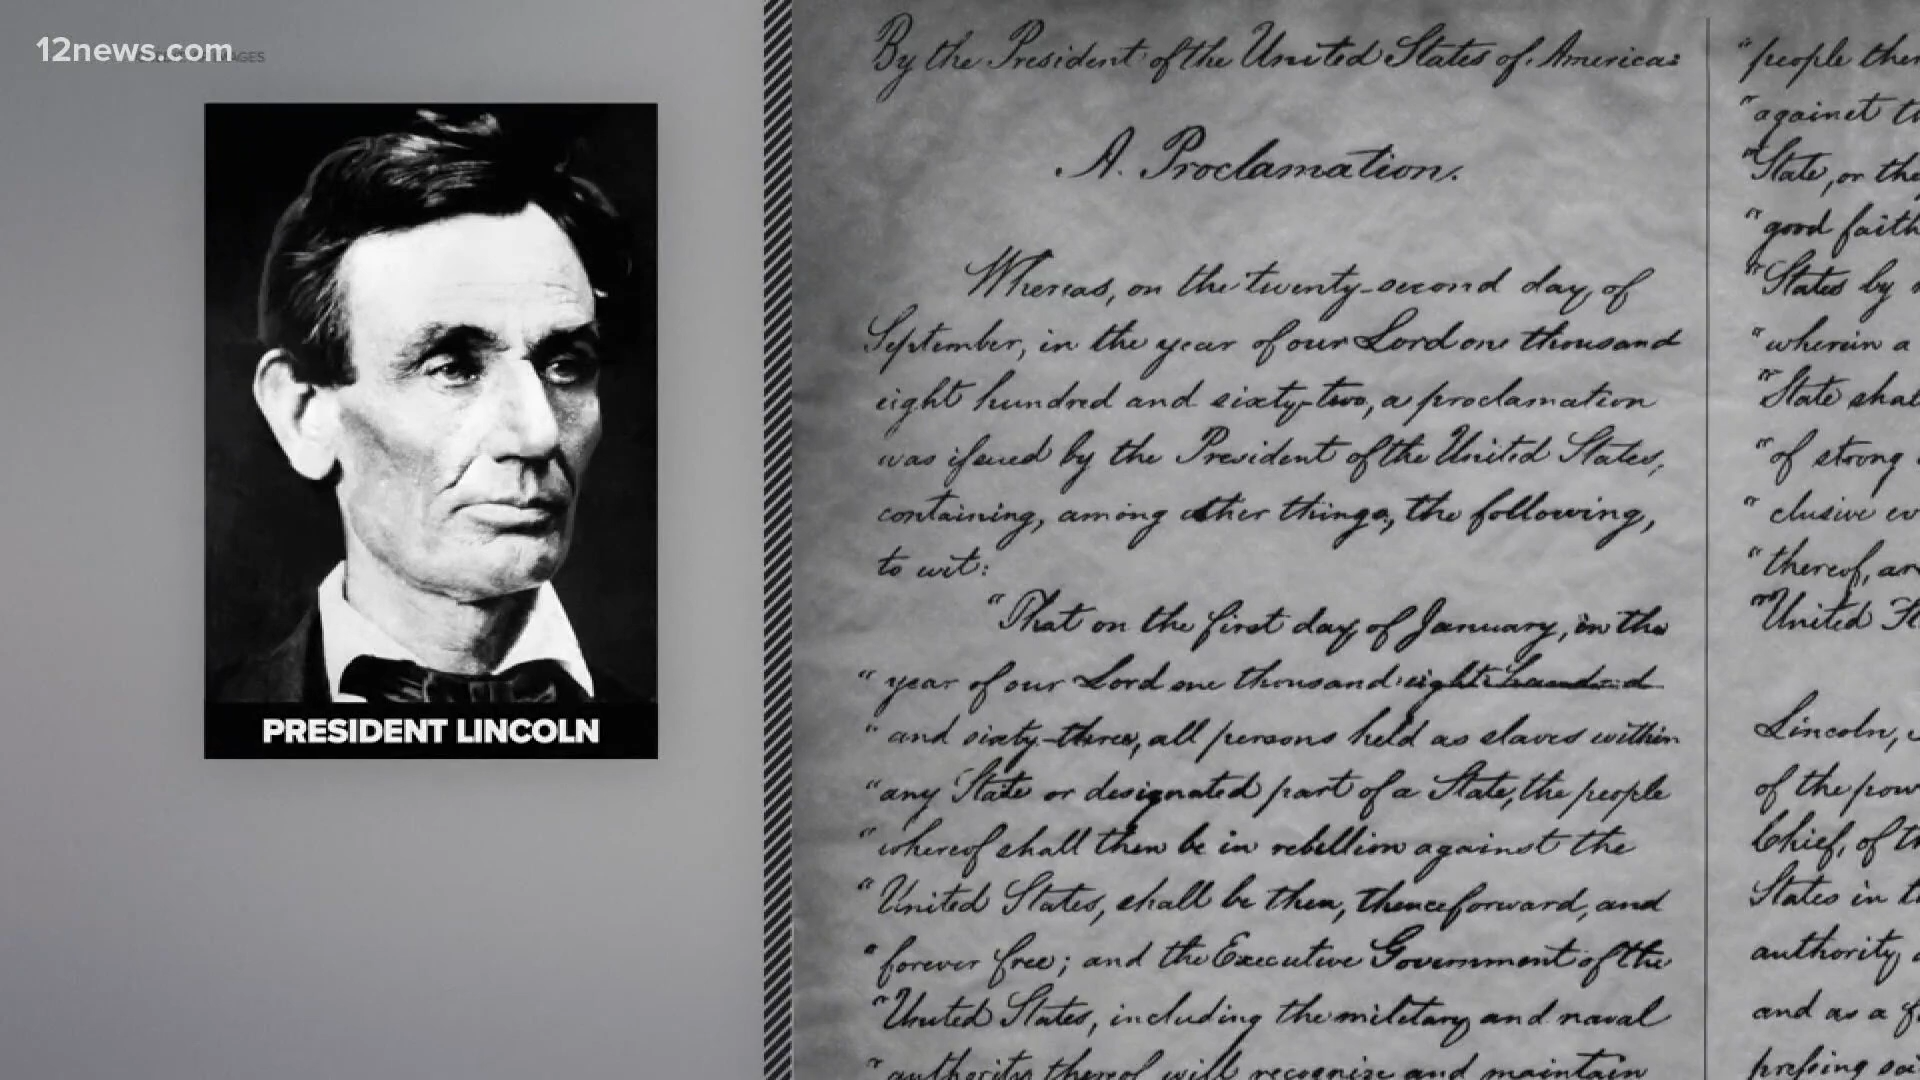 12news.com
PRESIDENT LINCOLN
By the President of the United States of America:
A. Proclamation.
Whereas, on the twenty-second day of
September, in the year of our Lord one thousand
eight hundred and sixty-two, a proclamation
was issued by the President of the United States,
containing, among other things, the following,
to wit:
"That on the first day of January, in the
"year of our Lord one thousand eight hundred
"and sixty-three, all persons held as slaves within
"any State or designated part of a State, the people
"whereof shall then be in rebellion against the
"United States, shall be then, thenceforward, and
"forever free; and the Executive Government of the
"United States, including the military and naval
"authority thereof will recognize and maintain
"people
"against
"State, or
"good faith
"States by
"wherein a
"State
"of strong
"clusive
"thereof,
"United
Lincoln,
of the
Chief, of
States in
authority
and as a